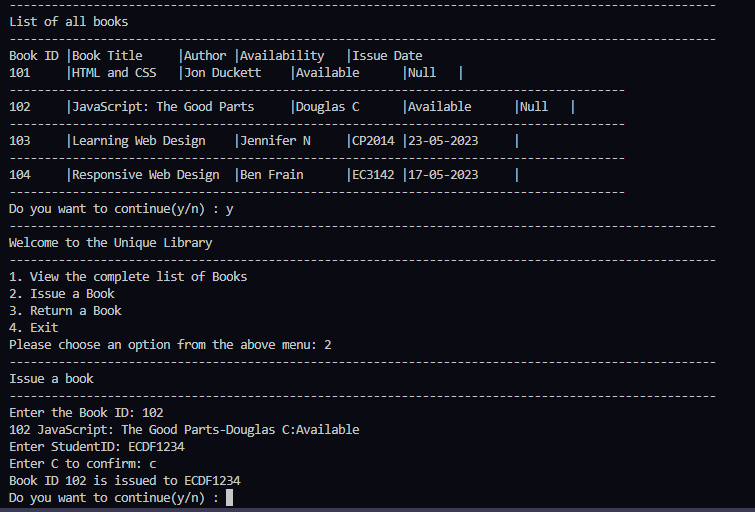 -----------------------------------------------------------------------------------------------------
List of all books
-----------------------------------------------------------------------------------------------------
Book ID |Book Title     |Author |Availability   |Issue Date
101     |HTML and CSS   |Jon Duckett    |Available      |Null   |
----------------------------------------------------------------------------------------
102     |JavaScript: The Good Parts     |Douglas C      |Available      |Null   |
----------------------------------------------------------------------------------------
103     |Learning Web Design    |Jennifer N     |CP2014 |23-05-2023     |
----------------------------------------------------------------------------------------
104     |Responsive Web Design  |Ben Frain      |EC3142 |17-05-2023     |
----------------------------------------------------------------------------------------
Do you want to continue(y/n) : y
-----------------------------------------------------------------------------------------------------
Welcome to the Unique Library
-----------------------------------------------------------------------------------------------------
1. View the complete list of Books
2. Issue a Book
3. Return a Book
4. Exit
Please choose an option from the above menu: 2
-----------------------------------------------------------------------------------------------------
Issue a book
-----------------------------------------------------------------------------------------------------
Enter the Book ID: 102
102 JavaScript: The Good Parts-Douglas C:Available
Enter StudentID: ECDF1234
Enter C to confirm: c
Book ID 102 is issued to ECDF1234
Do you want to continue(y/n) :